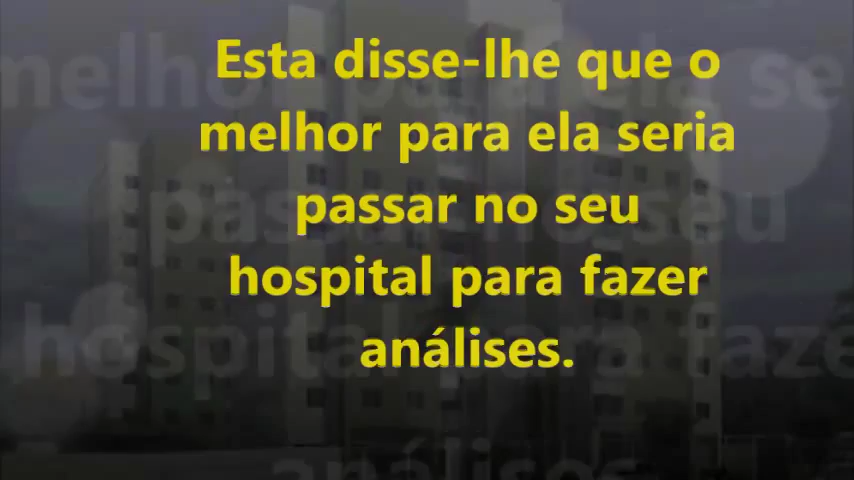 Esta disse-lhe que o
melhor para ela seria
passar no seu
hospital para fazer
análises.